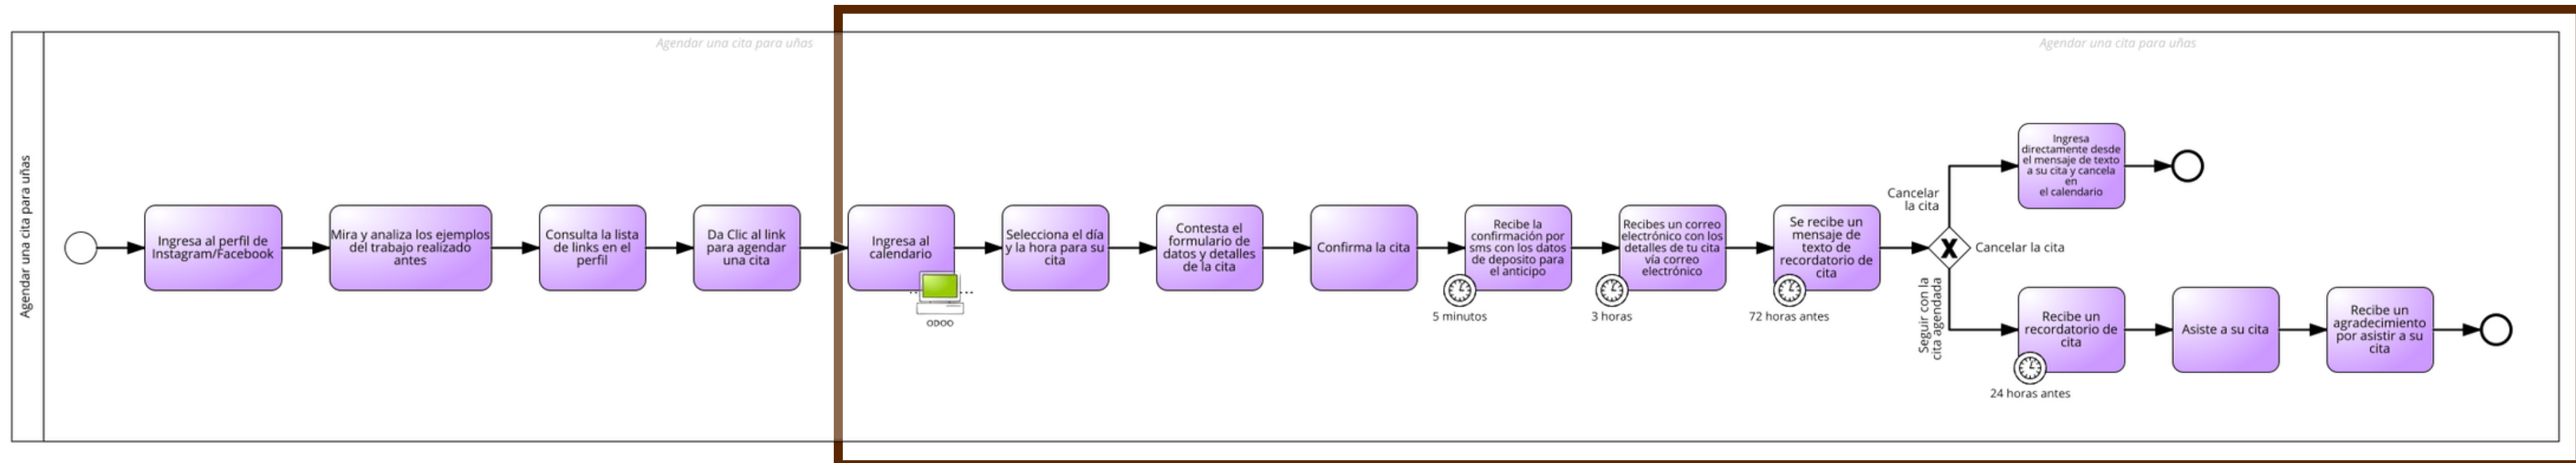 Agendar una cita para uñas
Agendar una cita para uñas
Agendar una cita para uñas
Ingresa al perfil de
Instagram/Facebook
Mira y analiza los ejemplos
del trabajo realizado
antes
Consulta la lista
de links en el
perfil
Da Clic al link
para agendar
una cita
Ingresa al
calendario
ODOO
Selecciona el día
y la hora para su
cita
Contesta el
formulario de
datos y detalles
de la cita
Confirma la cita
Recibe la
confirmación por
sms con los datos
de deposito para
el anticipo
5 minutos
Recibes un correo
electrónico con los
detalles de tu cita
vía correo
electrónico
3 horas
Se recibe un
mensaje de
texto de
recordatorio de
cita
72 horas antes
Cancelar la cita
Cancelar
la cita
Ingresa
directamente desde
el mensaje de texto
a su cita y cancela
en
el calendario
Seguir con la
cita agendada
Recibe un
recordatorio de
cita
24 horas antes
Asiste a su cita
Recibe un
agradecimiento
por asistir a su
cita